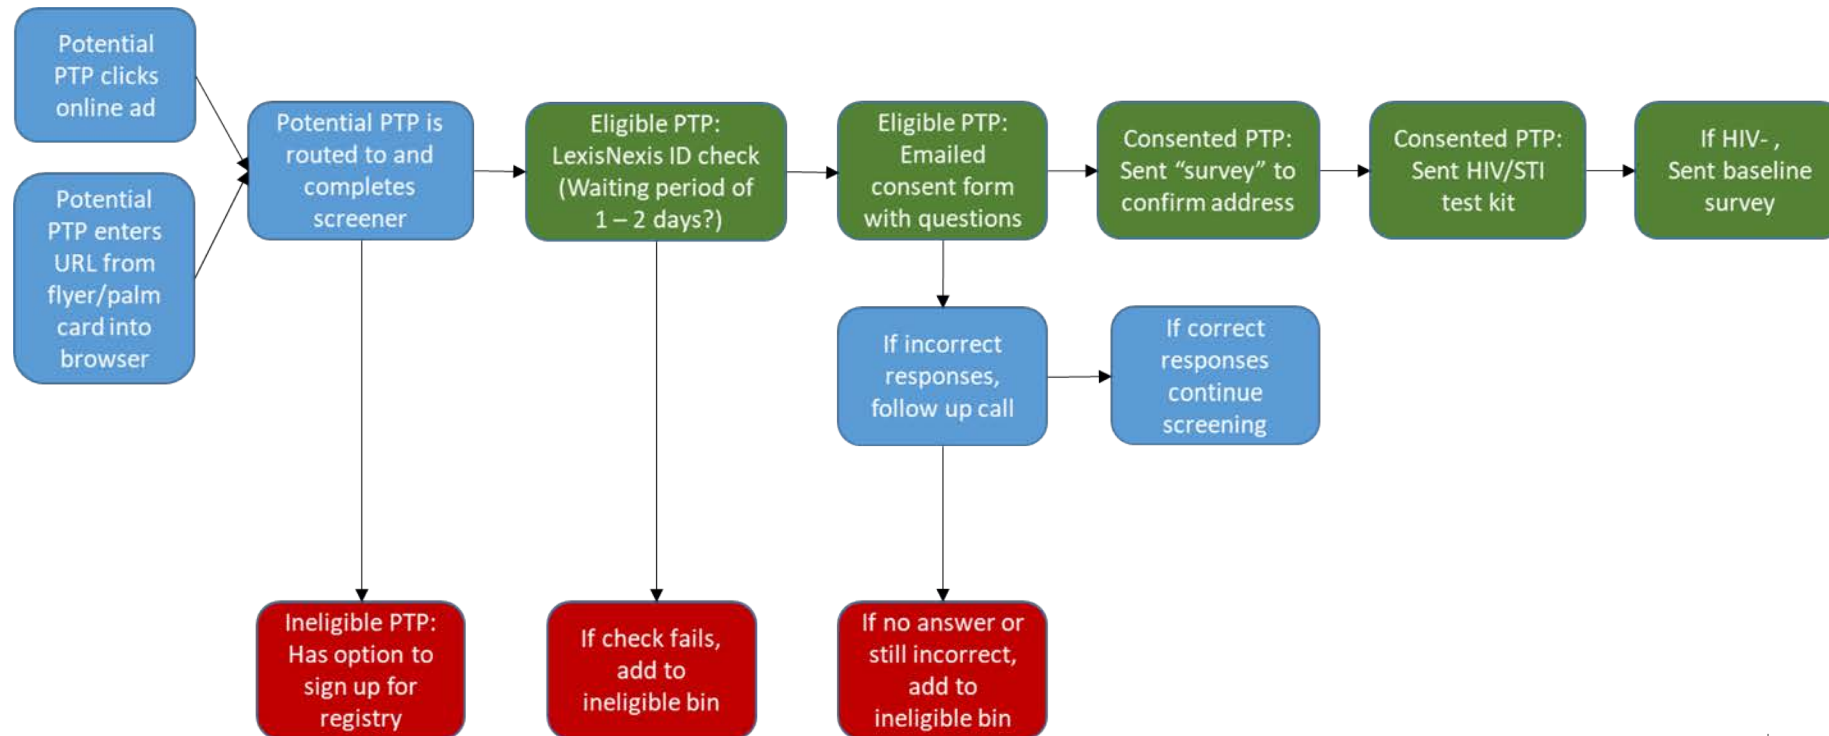 Potential
PTP clicks
online ad
Potential
PTP enters
URL from
flyer/palm
card into
browser
Potential PTP is
routed to and
completes
screener
Eligible PTP:
LexisNexis ID check
(Waiting period of
1 – 2 days?)
Eligible PTP:
Emailed
consent form
with questions
Consented PTP:
Sent “survey” to
confirm address
Consented PTP:
Sent HIV/STI
test kit
If HIV- ,
Sent baseline
survey
If incorrect
responses,
follow up call
If correct
responses
continue
screening
Ineligible PTP:
Has option to
sign up for
registry
If check fails,
add to
ineligible bin
If no answer or
still incorrect,
add to
ineligible bin